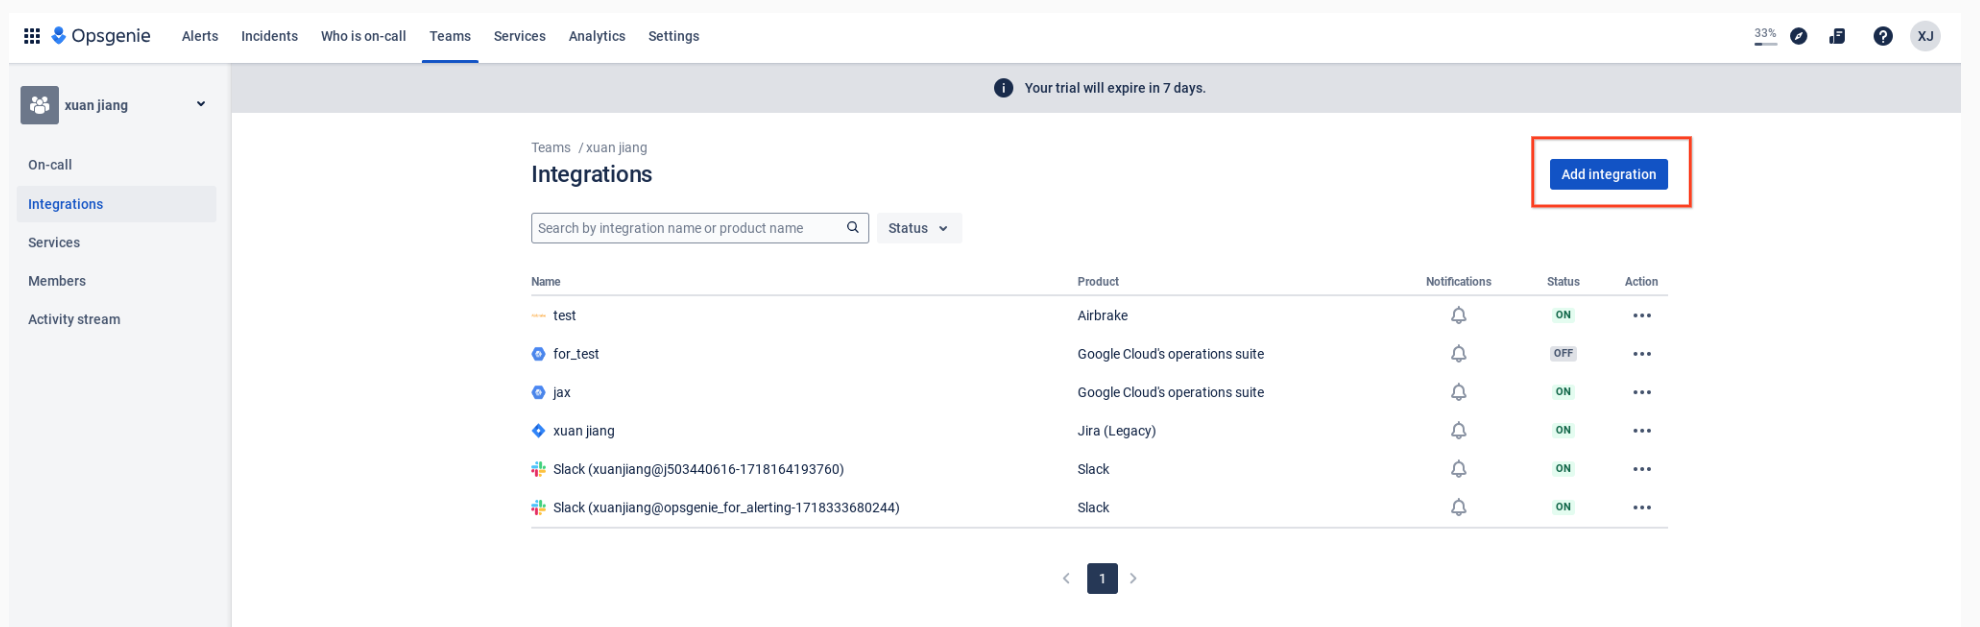 Opsgenie Alerts Incidents Who is on-call Teams Services Analytics Settings 33% XJ
xuan jiang
On-call
Integrations
Services
Members
Activity stream
Your trial will expire in 7 days.
Teams / xuan jiang
Integrations
Add integration
Search by integration name or product name Status
Name Product Notifications Status Action
test Airbrake ON
for_test Google Cloud's operations suite OFF
jax Google Cloud's operations suite ON
xuan jiang Jira (Legacy) ON
Slack (xuanjiang@j503440616-1718164193760) Slack ON
Slack (xuanjiang@opsgenie_for_alerting-1718333680244) Slack ON
1